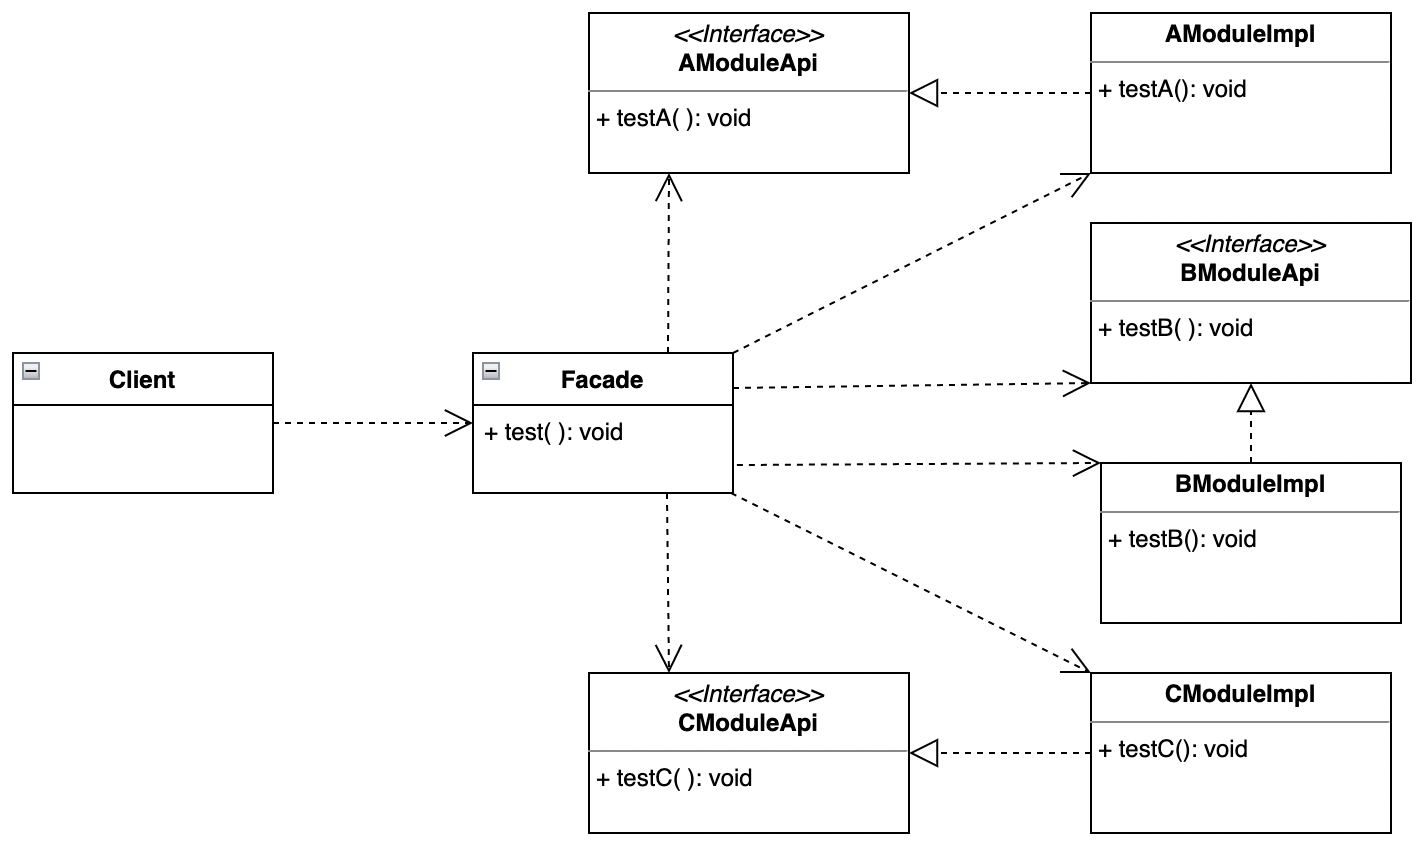 <<Interface>>
AModuleApi
+ testA( ): void
AModuleImpl
+ testA(): void
<<Interface>>
BModuleApi
+ testB( ): void
Client
Facade
+ test( ): void
BModuleImpl
+ testB(): void
<<Interface>>
CModuleApi
+ testC( ): void
CModuleImpl
+ testC(): void